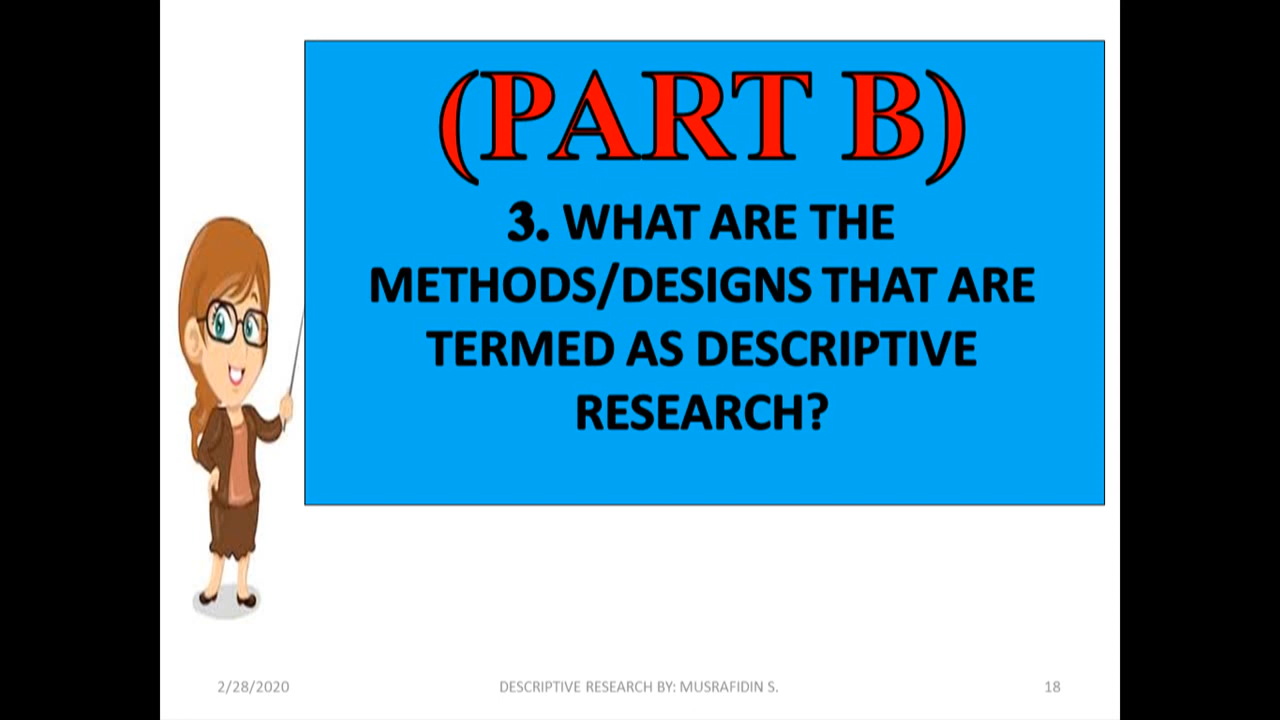 (PART B)
3. WHAT ARE THE
METHODS/DESIGNS THAT ARE
TERMED AS DESCRIPTIVE
RESEARCH?
2/28/2020
DESCRIPTIVE RESEARCH BY: MUSRAFIDIN S.
18